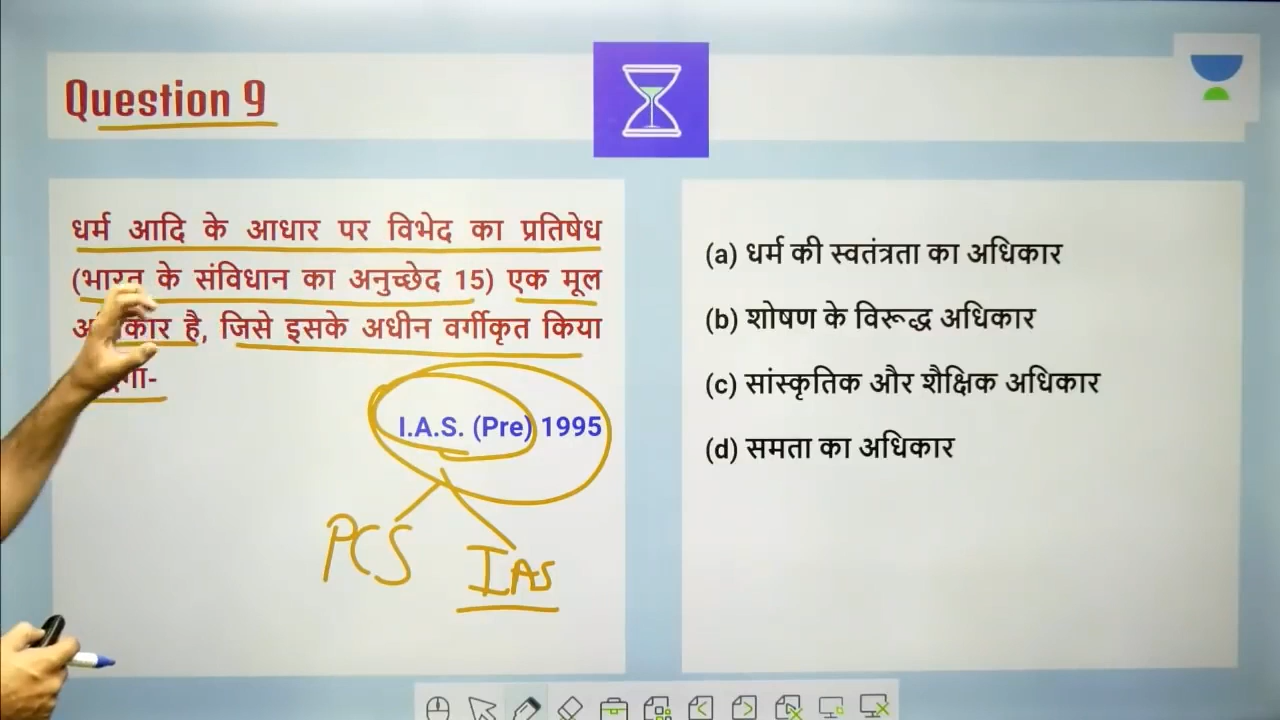 Question 9
धर्म आदि के आधार पर विभेद का प्रतिषेध
(भारत के संविधान का अनुच्छेद 15) एक मूल
है, जिसे इसके अधीन वर्गीकृत किया
I.A.S. (Pre) 1995
PCS IAS
(a) धर्म की स्वतंत्रता का अधिकार
(b) शोषण के विरूद्ध अधिकार
(c) सांस्कृतिक और शैक्षिक अधिकार
(d) समता का अधिकार